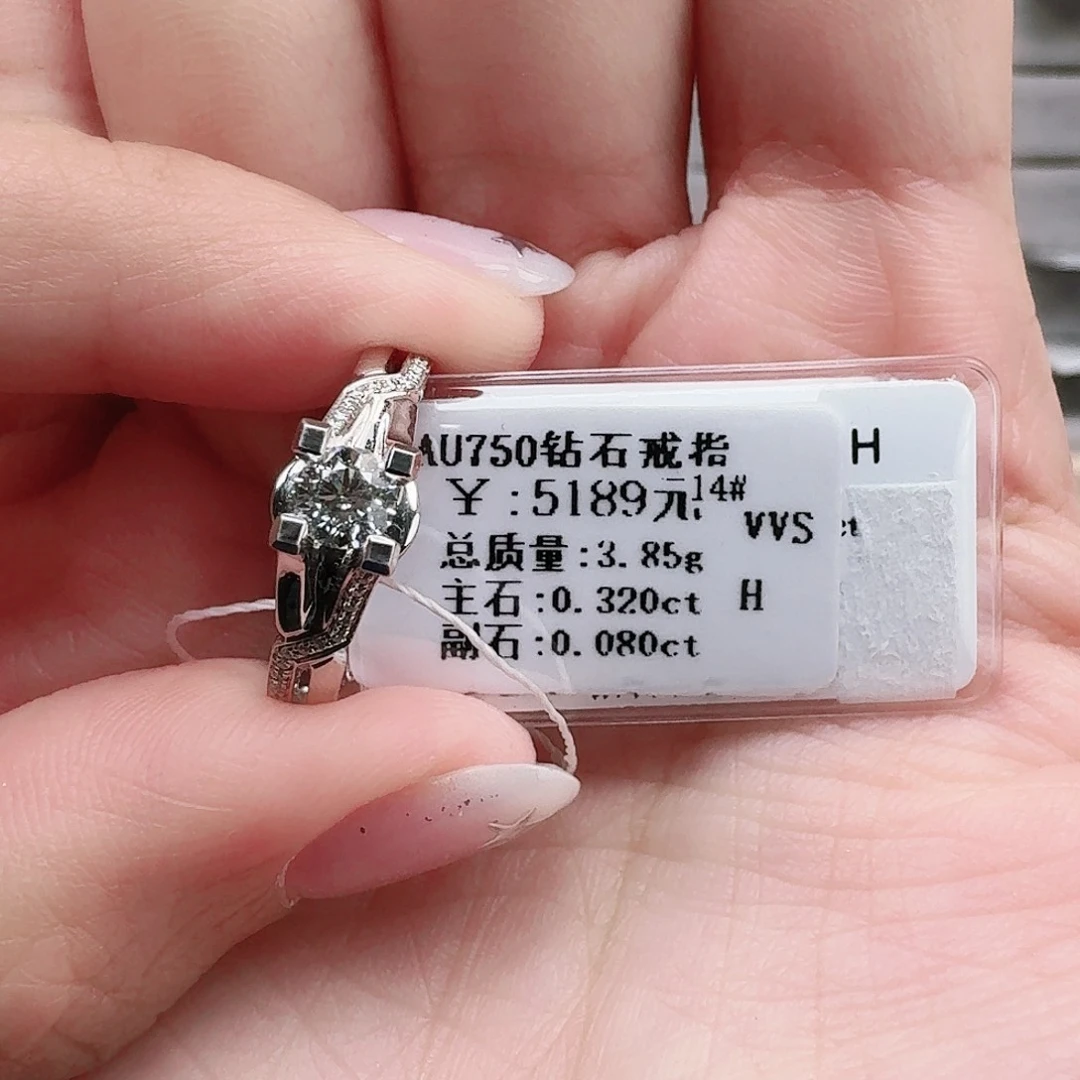 AU750钻石戒指
￥:5189元 14#
VVS
总质量:3.85g
主石:0.320ct H
副石:0.080ct
H
ct